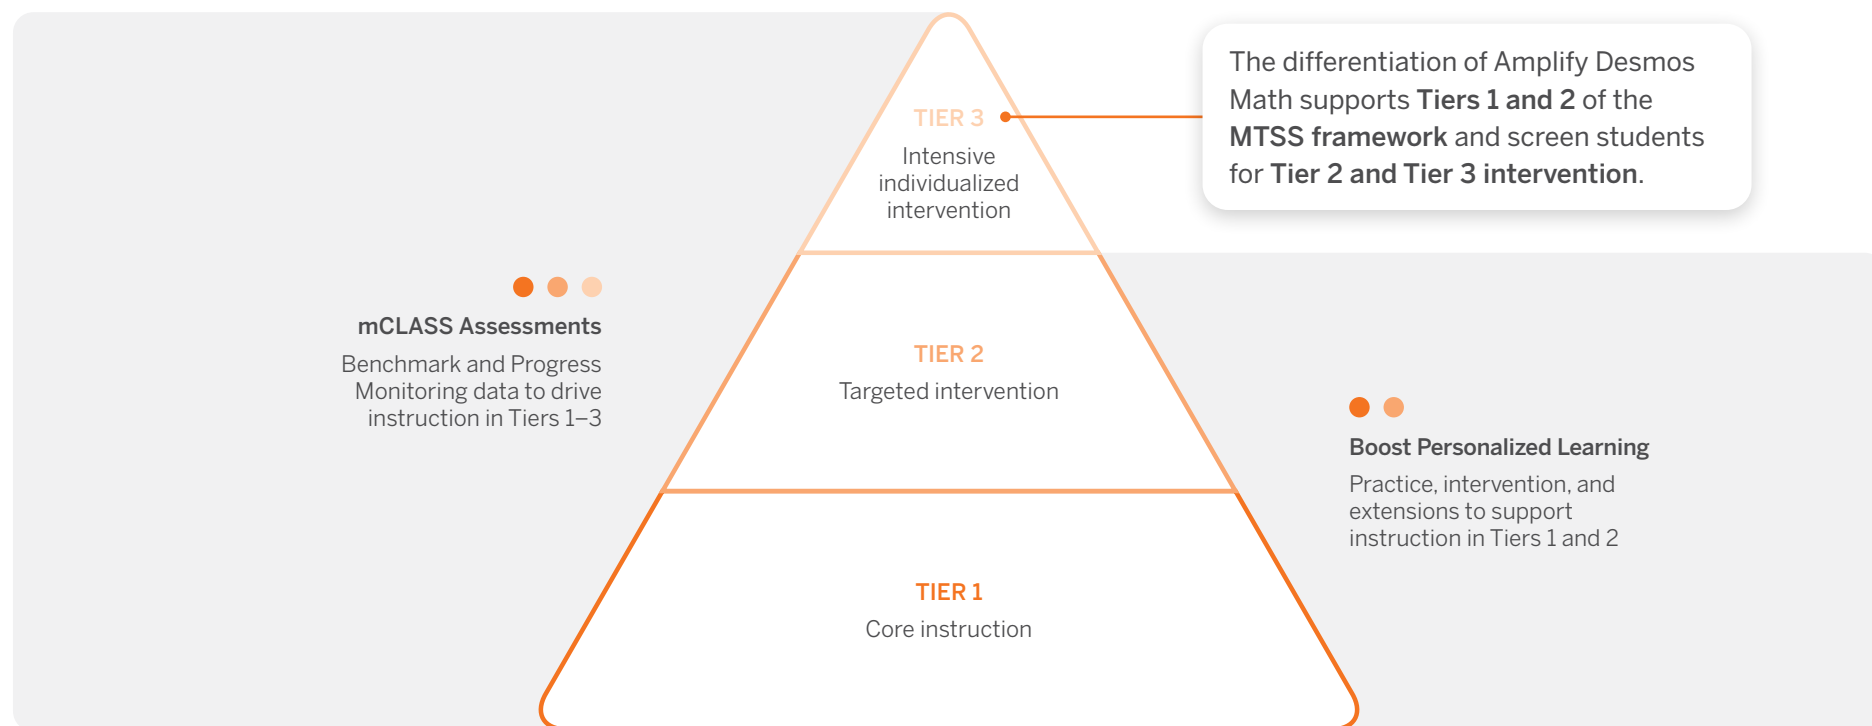 TIER 3
Intensive
individualized
intervention
The differentiation of Amplify Desmos
Math supports Tiers 1 and 2 of the
MTSS framework and screen students
for Tier 2 and Tier 3 intervention.
mCLASS Assessments
Benchmark and Progress
Monitoring data to drive
instruction in Tiers 1–3
TIER 2
Targeted intervention
Boost Personalized Learning
Practice, intervention, and
extensions to support
instruction in Tiers 1 and 2
TIER 1
Core instruction